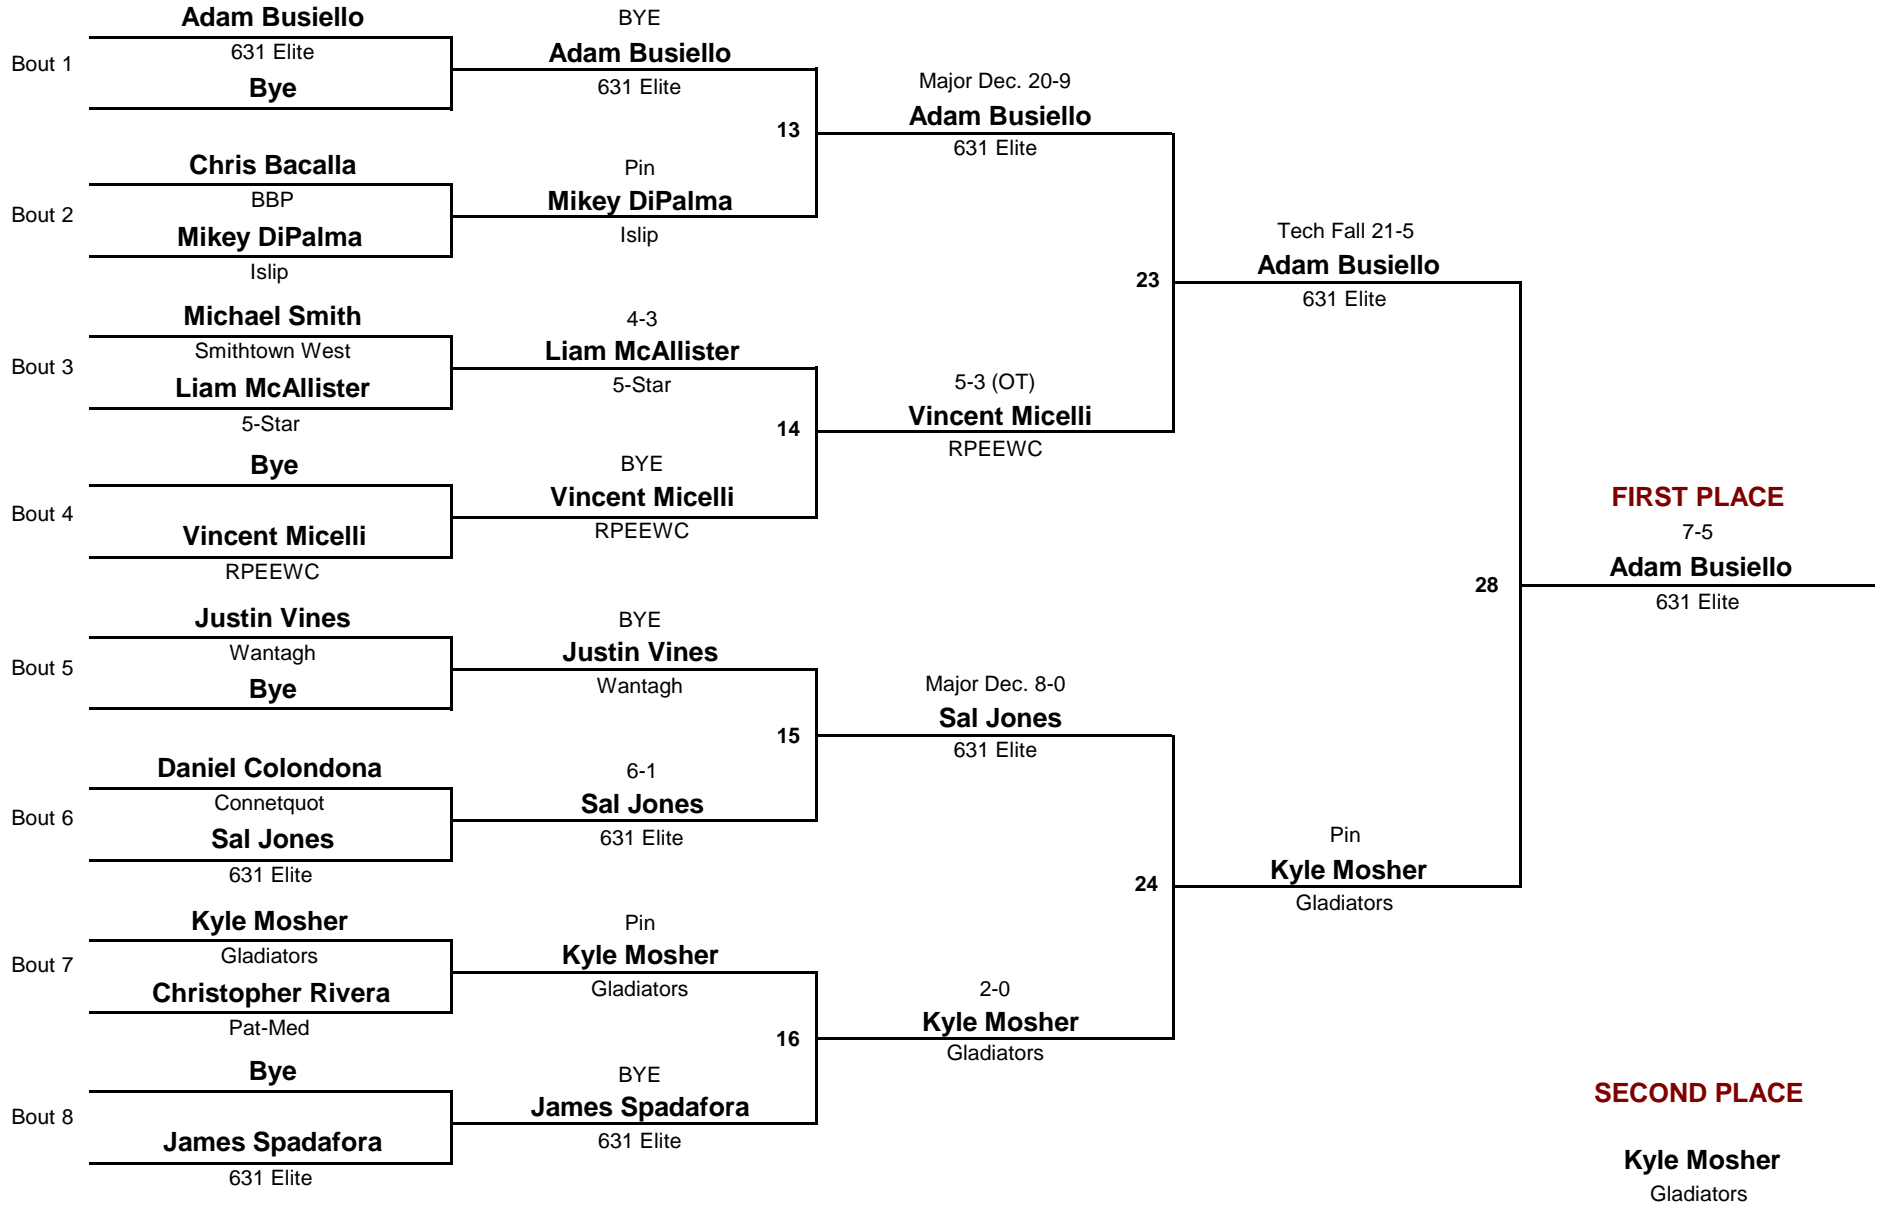 Adam Busiello
Bout 1
631 Elite
Bye
Chris Bacalla
Bout 2
BBP
Mikey DiPalma
Islip
Michael Smith
Bout 3
Smithtown West
Liam McAllister
5-Star
Bye
Bout 4
Vincent Micelli
RPEEWC
Justin Vines
Bout 5
Wantagh
Bye
Daniel Colondona
Bout 6
Connetquot
Sal Jones
631 Elite
Kyle Mosher
Bout 7
Gladiators
Christopher Rivera
Pat-Med
Bye
Bout 8
James Spadafora
631 Elite
BYE
Adam Busiello
631 Elite
13
Pin
Mikey DiPalma
Islip
4-3
Liam McAllister
5-Star
14
BYE
Vincent Micelli
RPEEWC
BYE
Justin Vines
Wantagh
15
6-1
Sal Jones
631 Elite
Pin
Kyle Mosher
Gladiators
16
BYE
James Spadafora
631 Elite
Major Dec. 20-9
Adam Busiello
631 Elite
23
5-3 (OT)
Vincent Micelli
RPEEWC
Major Dec. 8-0
Sal Jones
631 Elite
24
2-0
Kyle Mosher
Gladiators
Tech Fall 21-5
Adam Busiello
631 Elite
28
Pin
Kyle Mosher
Gladiators
FIRST PLACE
7-5
Adam Busiello
631 Elite
SECOND PLACE
Kyle Mosher
Gladiators